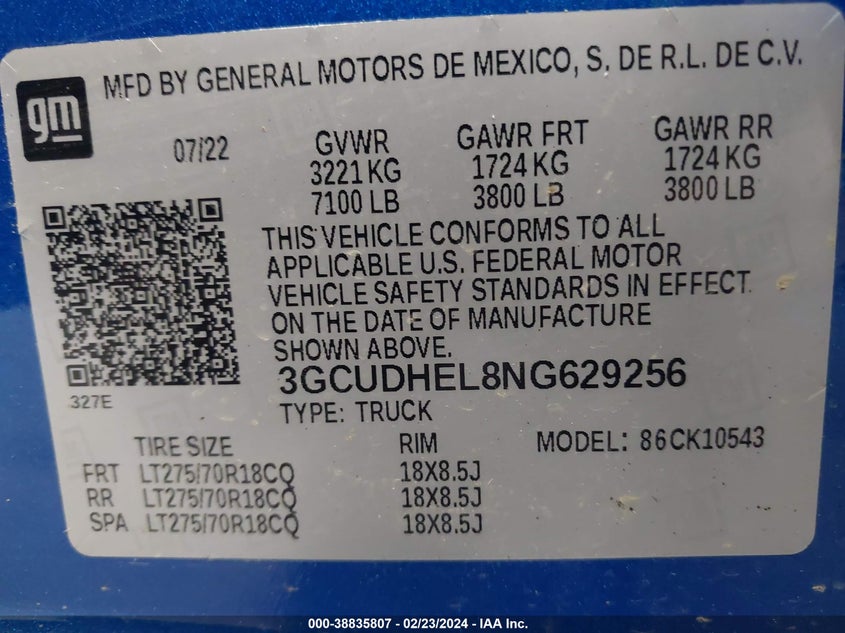 MFD BY GENERAL MOTORS DE MEXICO, S. DE R.L. DE C.V.
gm
07/22 GVWR GAWR FRT GAWR RR
3221 KG 1724 KG 1724 KG
7100 LB 3800 LB 3800 LB
THIS VEHICLE CONFORMS TO ALL
APPLICABLE U.S. FEDERAL MOTOR
VEHICLE SAFETY STANDARDS IN EFFECT
ON THE DATE OF MANUFACTURE
SHOWN ABOVE.
3GCUDHEL8NG629256
327E
TYPE: TRUCK
TIRE SIZE RIM MODEL: 86CK10543
FRT LT275/70R18CQ 18X8.5J
RR LT275/70R18CQ 18X8.5J
SPA LT275/70R18CQ 18X8.5J
000-38835807 - 02/23/2024 - IAA Inc.